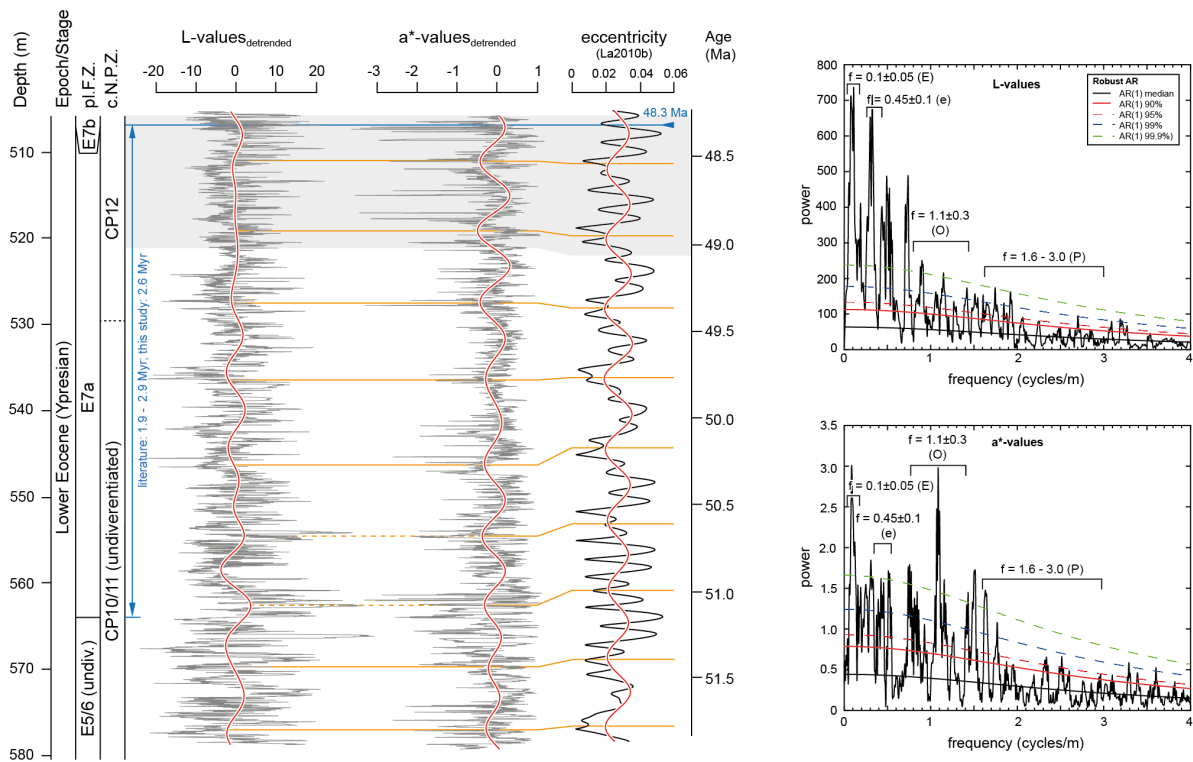 L-values detrended
a*-values detrended
eccentricity
(La2010b)
Age
(Ma)
Depth (m)
Epoch/Stage
pl.F.Z.
c.N.P.Z.
-20 -10 0 10 20
-3 -2 -1 0 1
0 0.02 0.04 0.06
48.3 Ma
510
520
530
540
550
560
570
580
Lower Eocene (Ypresian)
E7b
E7a
E5/6 (undiv.)
CP12
CP10/11 (undiverentiated)
literature: 1.9 - 2.9 Myr; this study: 2.6 Myr
48.5
49.0
49.5
50.0
50.5
51.0
51.5
L-values
f = 0.1±0.05 (E)
f = 0.45±0.1 (e)
f = 1.1±0.3
(O)
f = 1.6 - 3.0 (P)
Robust AR
AR(1) median
AR(1) 90%
AR(1) 95%
AR(1) 99%
AR(1) 99.9%)
power
800
700
600
500
400
300
200
100
0
0 1 2 3 4
frequency (cycles/m)
a*-values
f = 1.1±0.3
(O)
f = 0.1±0.05 (E)
f = 0.45±0.1
(e)
f = 1.6 - 3.0 (P)
power
3.5
3.0
2.5
2.0
1.5
1.0
0.5
0
0 1 2 3 4
frequency (cycles/m)